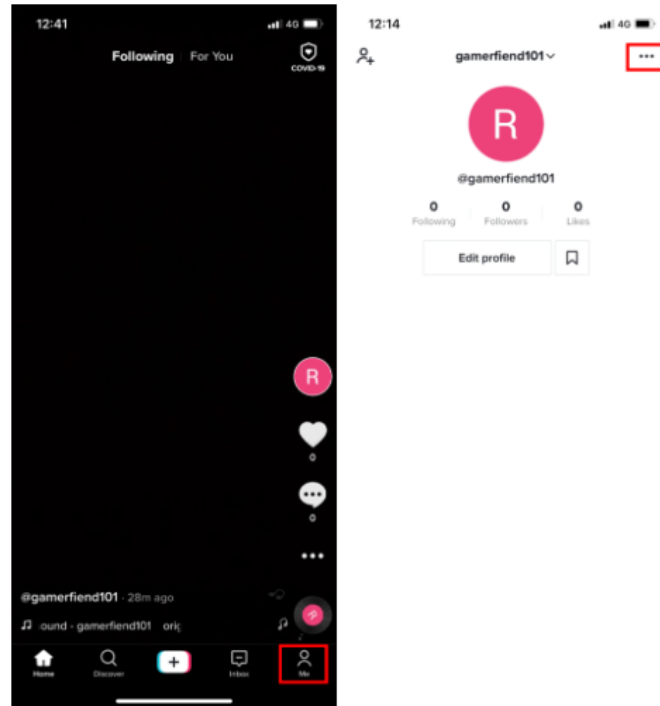 12:41
4G
Following
For You
COVID-19
R
0
0
@gamerfiend101 · 28m ago
ound - gamerfiend101 orig
R
Home
Discover
Inbox
Me
12:14
4G
gamerfiend101
R
@gamerfiend101
0 0 0
Following Followers Likes
Edit profile